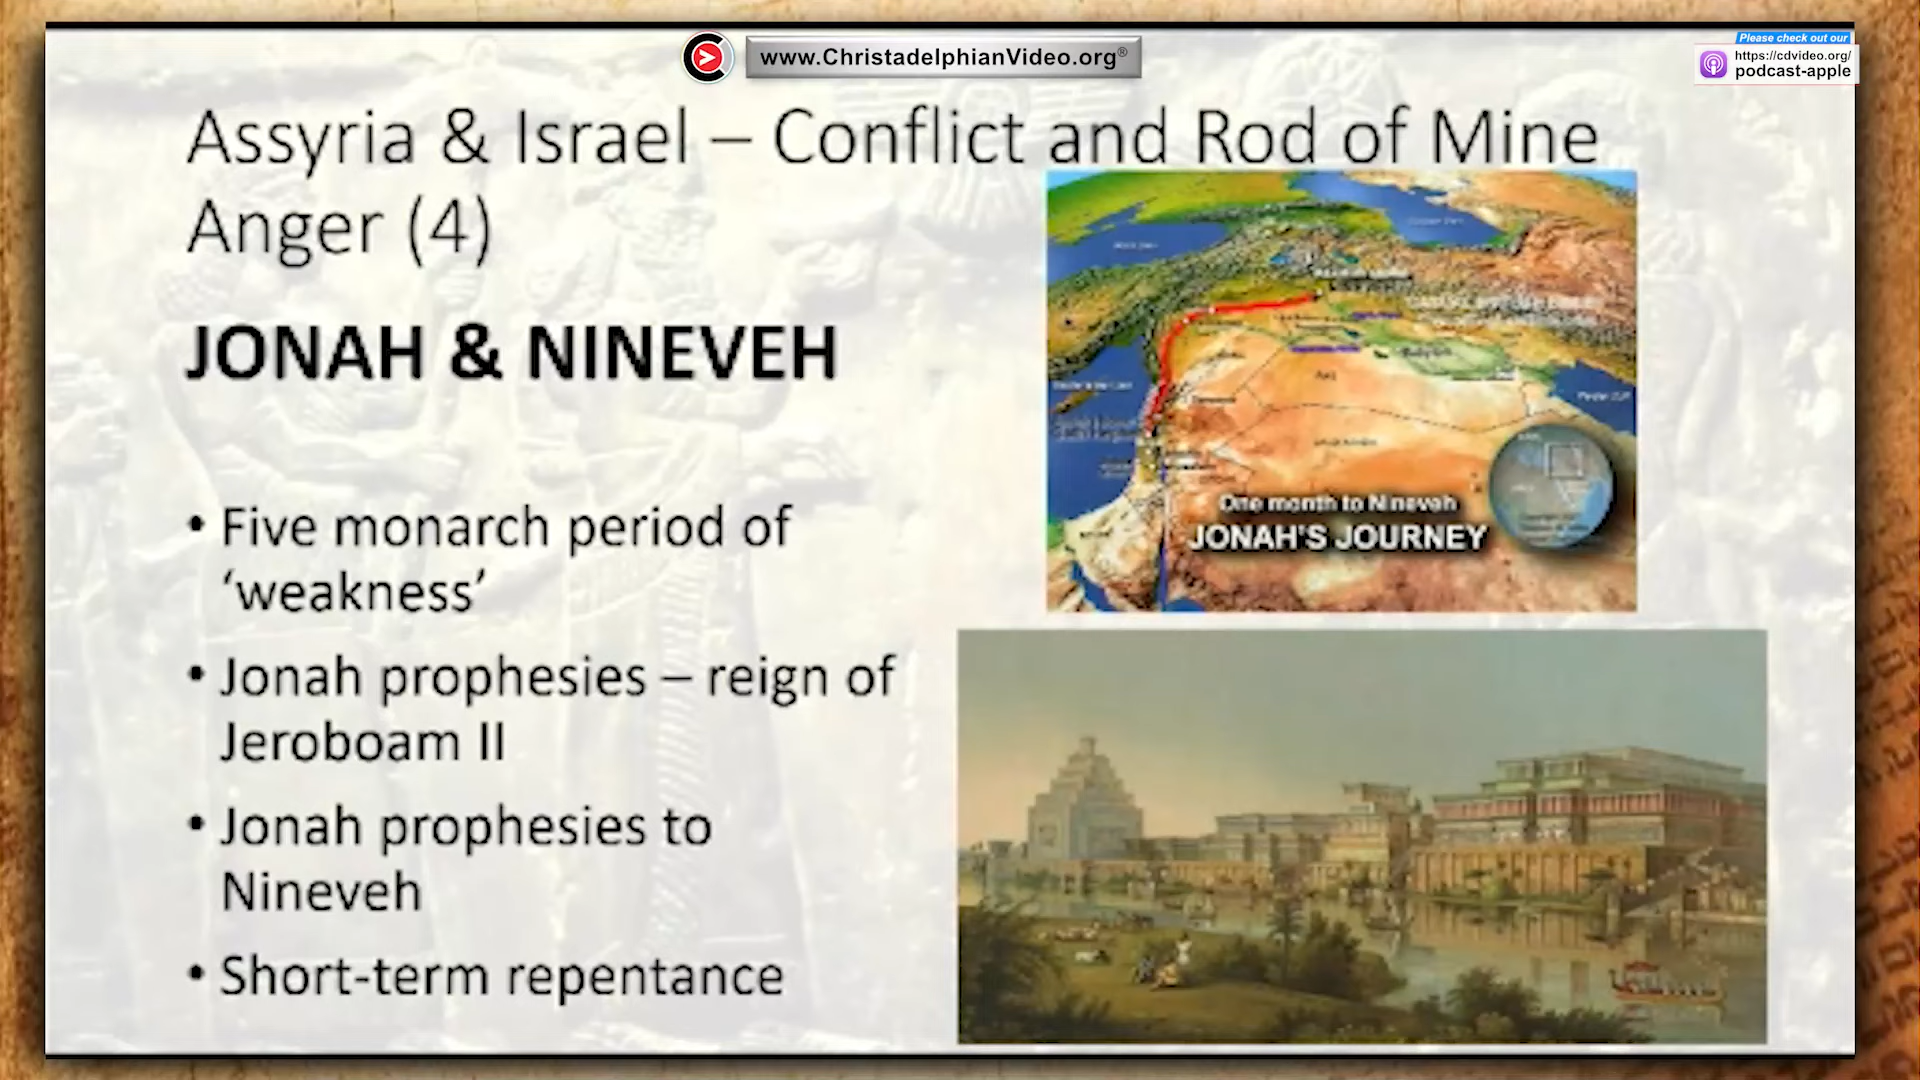 www.ChristadelphianVideo.org®
Please check out our
https://cdvideo.org/
podcast-apple
Assyria & Israel – Conflict and Rod of Mine
Anger (4)
JONAH & NINEVEH
• Five monarch period of
‘weakness’
• Jonah prophesies – reign of
Jeroboam II
• Jonah prophesies to
Nineveh
• Short-term repentance
One month to Nineveh
JONAH'S JOURNEY